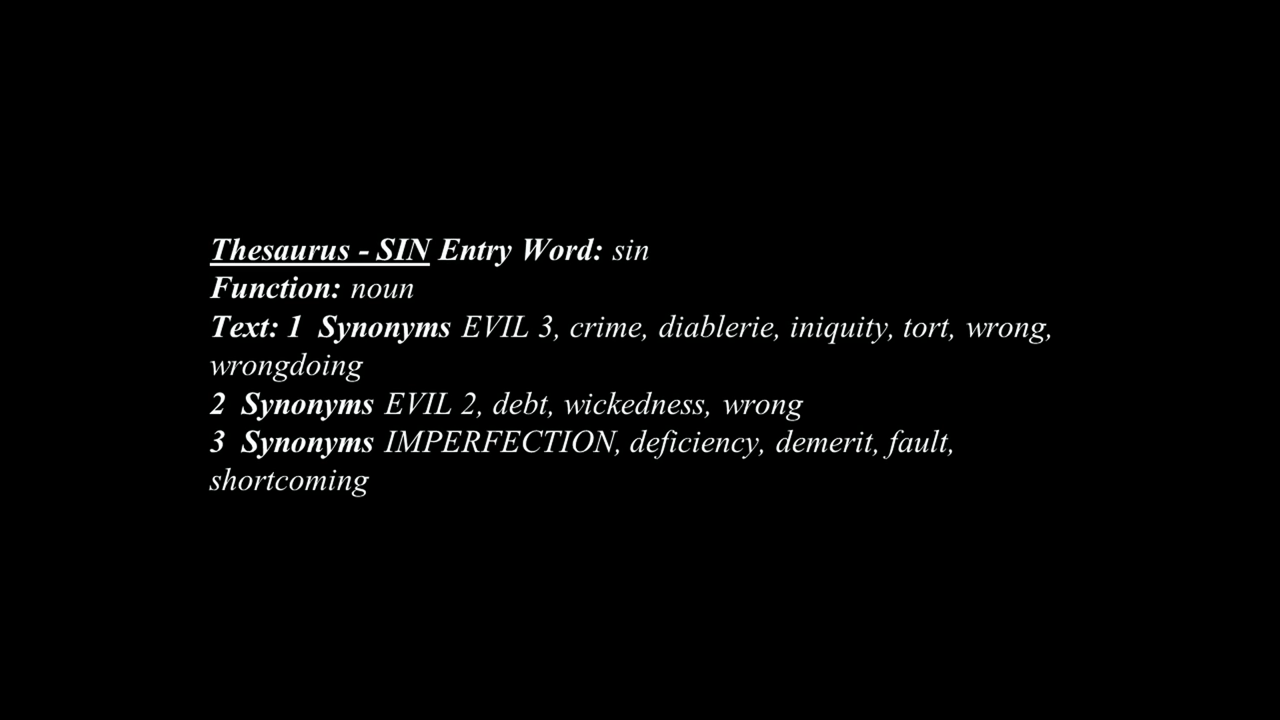 Thesaurus - SIN Entry Word: sin
Function: noun
Text: 1 Synonyms EVIL 3, crime, diablerie, iniquity, tort, wrong,
wrongdoing
2 Synonyms EVIL 2, debt, wickedness, wrong
3 Synonyms IMPERFECTION, deficiency, demerit, fault,
shortcoming